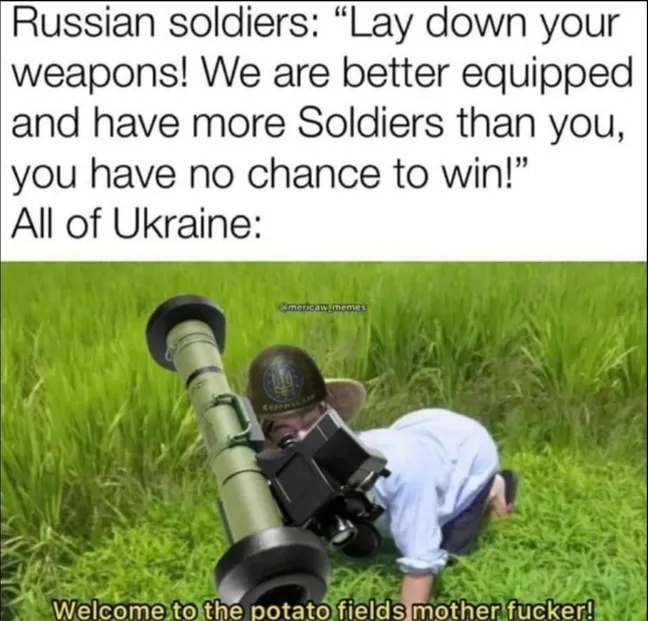 Russian soldiers: “Lay down your
weapons! We are better equipped
and have more Soldiers than you,
you have no chance to win!”
All of Ukraine:
@mericaw_memes
Welcome to the potato fields mother fucker!